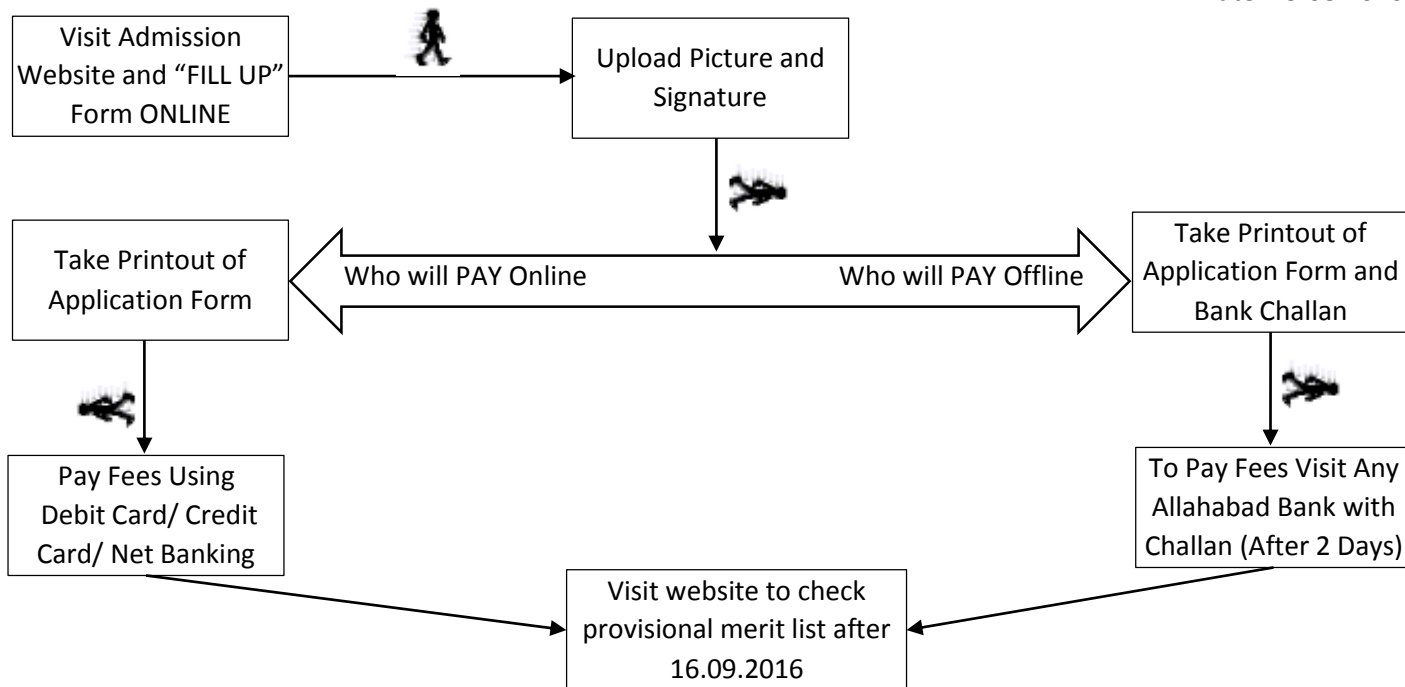 Visit Admission
Website and “FILL UP”
Form ONLINE
Upload Picture and
Signature
Take Printout of
Application Form
Who will PAY Online
Who will PAY Offline
Take Printout of
Application Form and
Bank Challan
Pay Fees Using
Debit Card/ Credit
Card/ Net Banking
To Pay Fees Visit Any
Allahabad Bank with
Challan (After 2 Days)
Visit website to check
provisional merit list after
16.09.2016